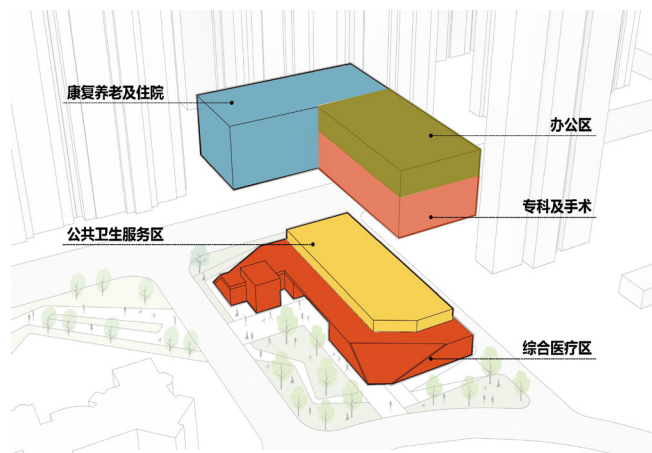 康复养老及住院
办公区
专科及手术
公共卫生服务区
综合医疗区